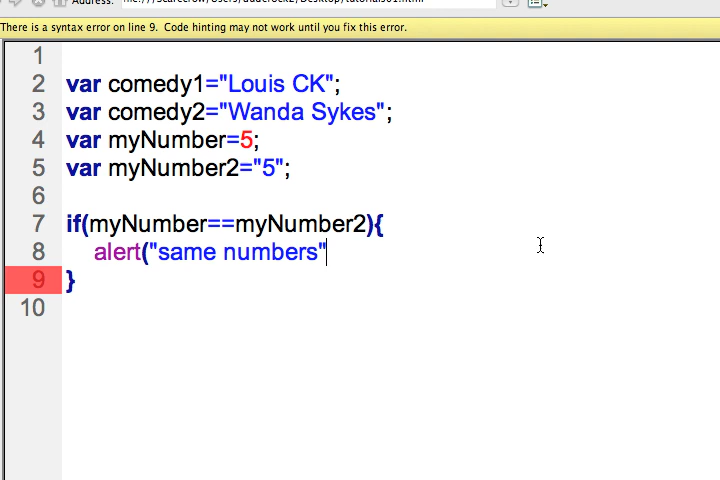 Address:
There is a syntax error on line 9. Code hinting may not work until you fix this error.
1
2 var comedy1="Louis CK";
3 var comedy2="Wanda Sykes";
4 var myNumber=5;
5 var myNumber2="5";
6
7 if(myNumber==myNumber2){
8 alert("same numbers"
9 }
10